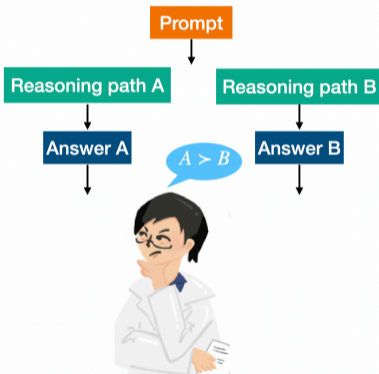 Prompt
Reasoning path A
Reasoning path B
Answer A
Answer B
A ≻ B